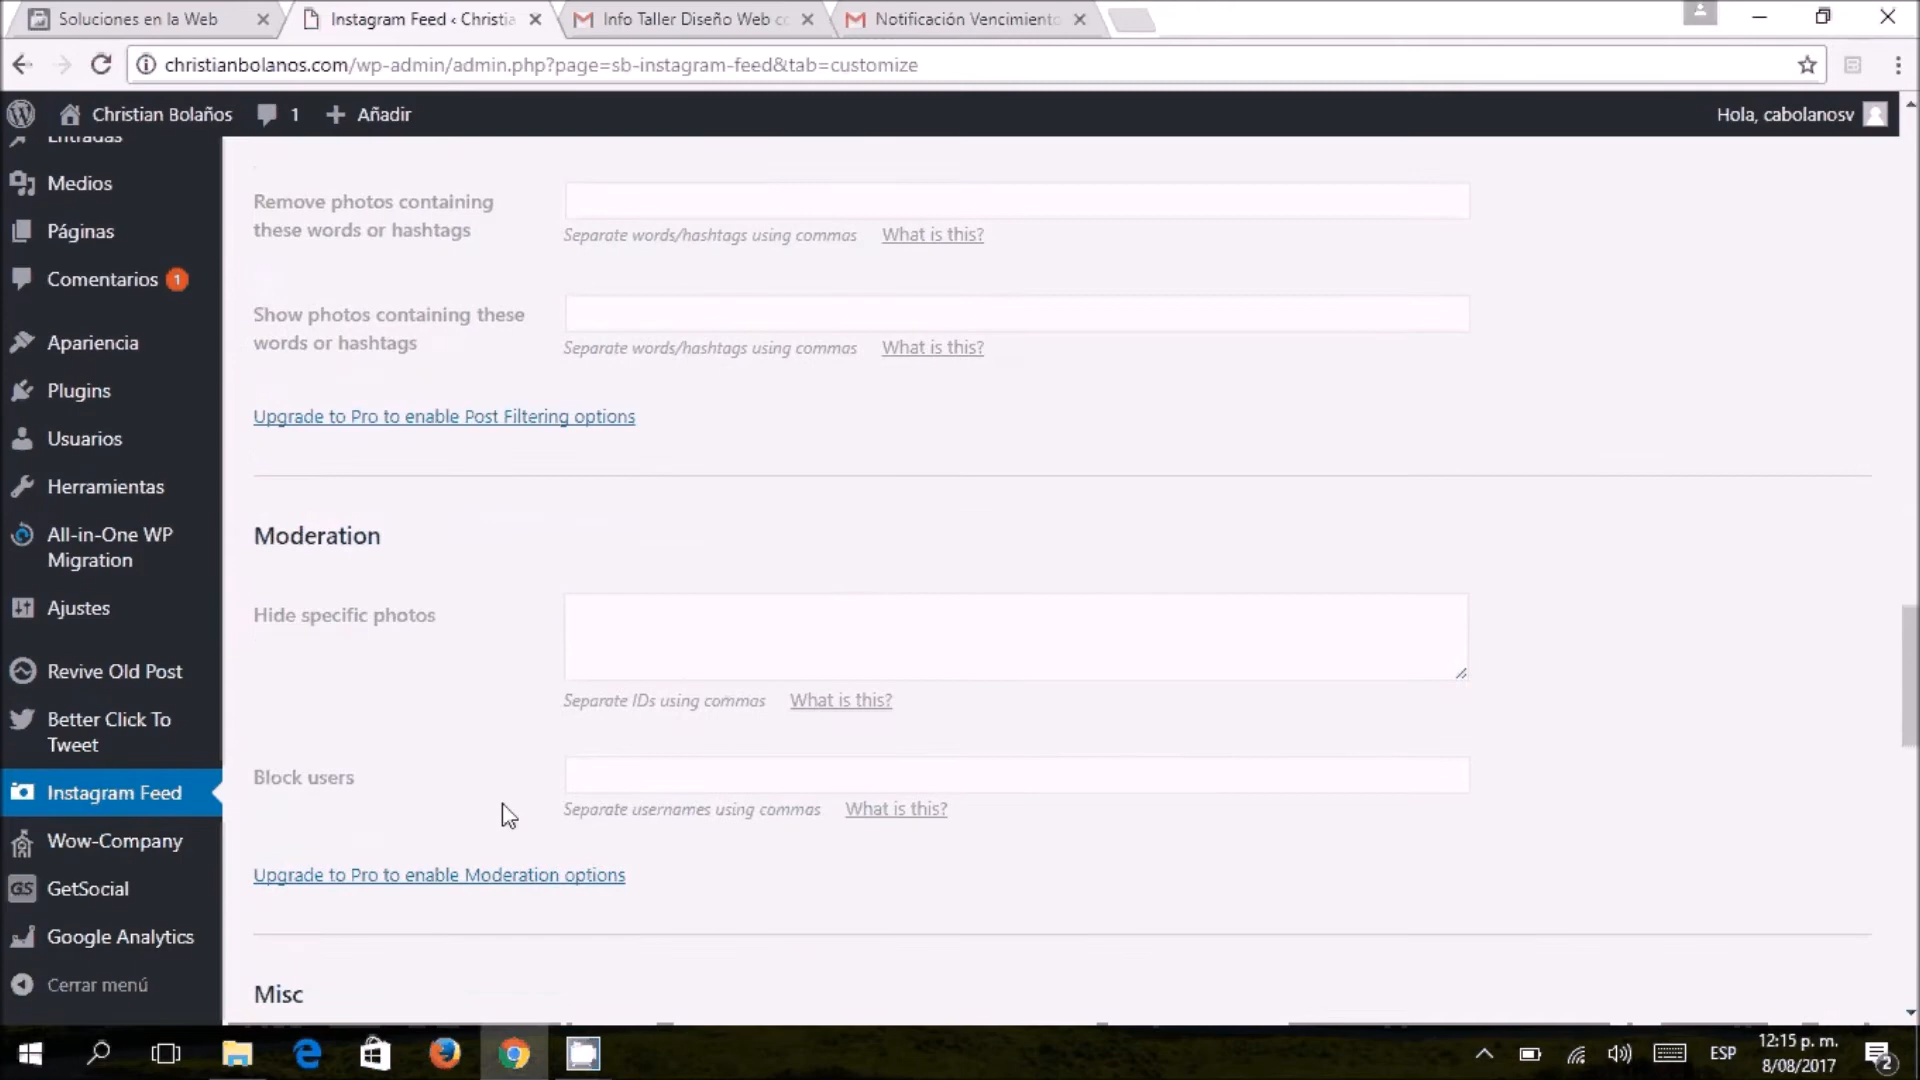 Soluciones en la Web
Instagram Feed ‹ Christia
Info Taller Diseño Web co
Notificación Vencimiento
christianbolanos.com/wp-admin/admin.php?page=sb-instagram-feed&tab=customize
Christian Bolaños
1
Añadir
Hola, cabolanosv
Entradas
Medios
Páginas
Comentarios 1
Apariencia
Plugins
Usuarios
Herramientas
All-in-One WP
Migration
Ajustes
Revive Old Post
Better Click To
Tweet
Instagram Feed
Wow-Company
GS GetSocial
Google Analytics
Cerrar menú
Remove photos containing
these words or hashtags
Separate words/hashtags using commas What is this?
Show photos containing these
words or hashtags
Separate words/hashtags using commas What is this?
Upgrade to Pro to enable Post Filtering options
Moderation
Hide specific photos
Separate IDs using commas What is this?
Block users
Separate usernames using commas What is this?
Upgrade to Pro to enable Moderation options
Misc
ESP
12:15 p. m.
8/08/2017
2